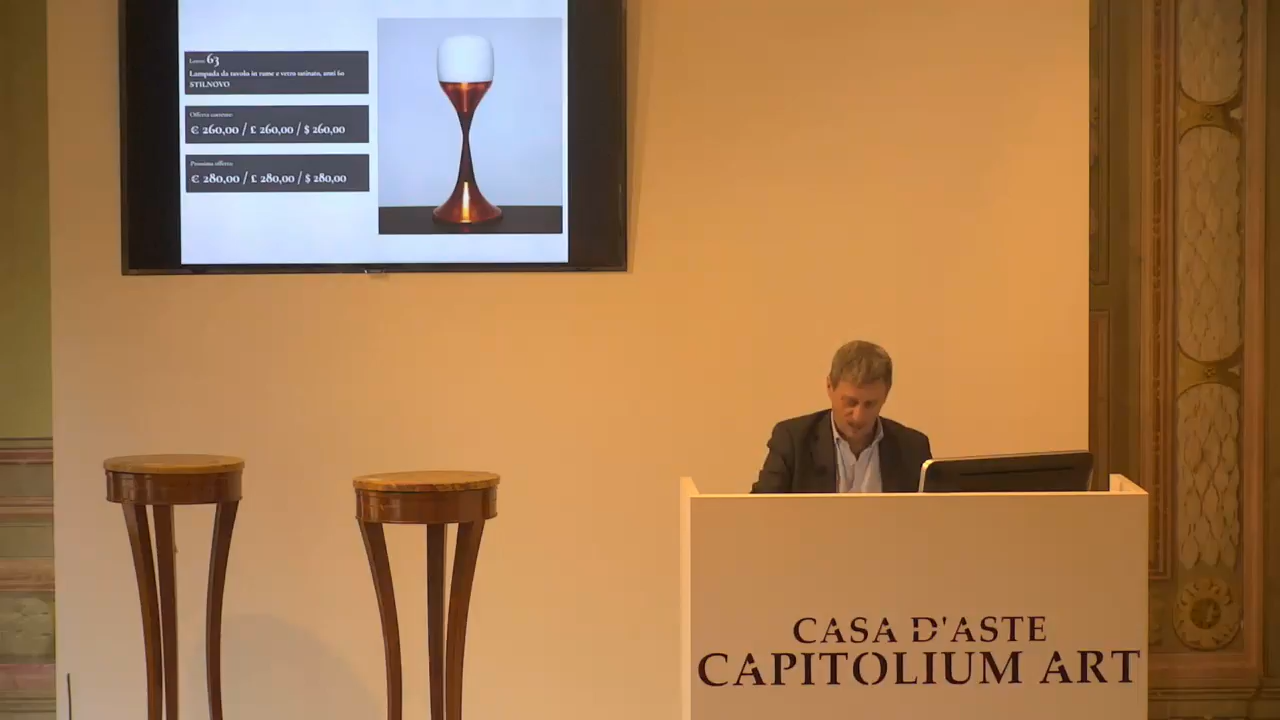 Lotto 63
Lampada da tavolo in rame e vetro satinato, anni 60
STILNOVO
Offerta corrente:
€ 260,00 / £ 260,00 / $ 260,00
Prossima offerta:
€ 280,00 / £ 280,00 / $ 280,00
CASA D'ASTE
CAPITOLIUM ART